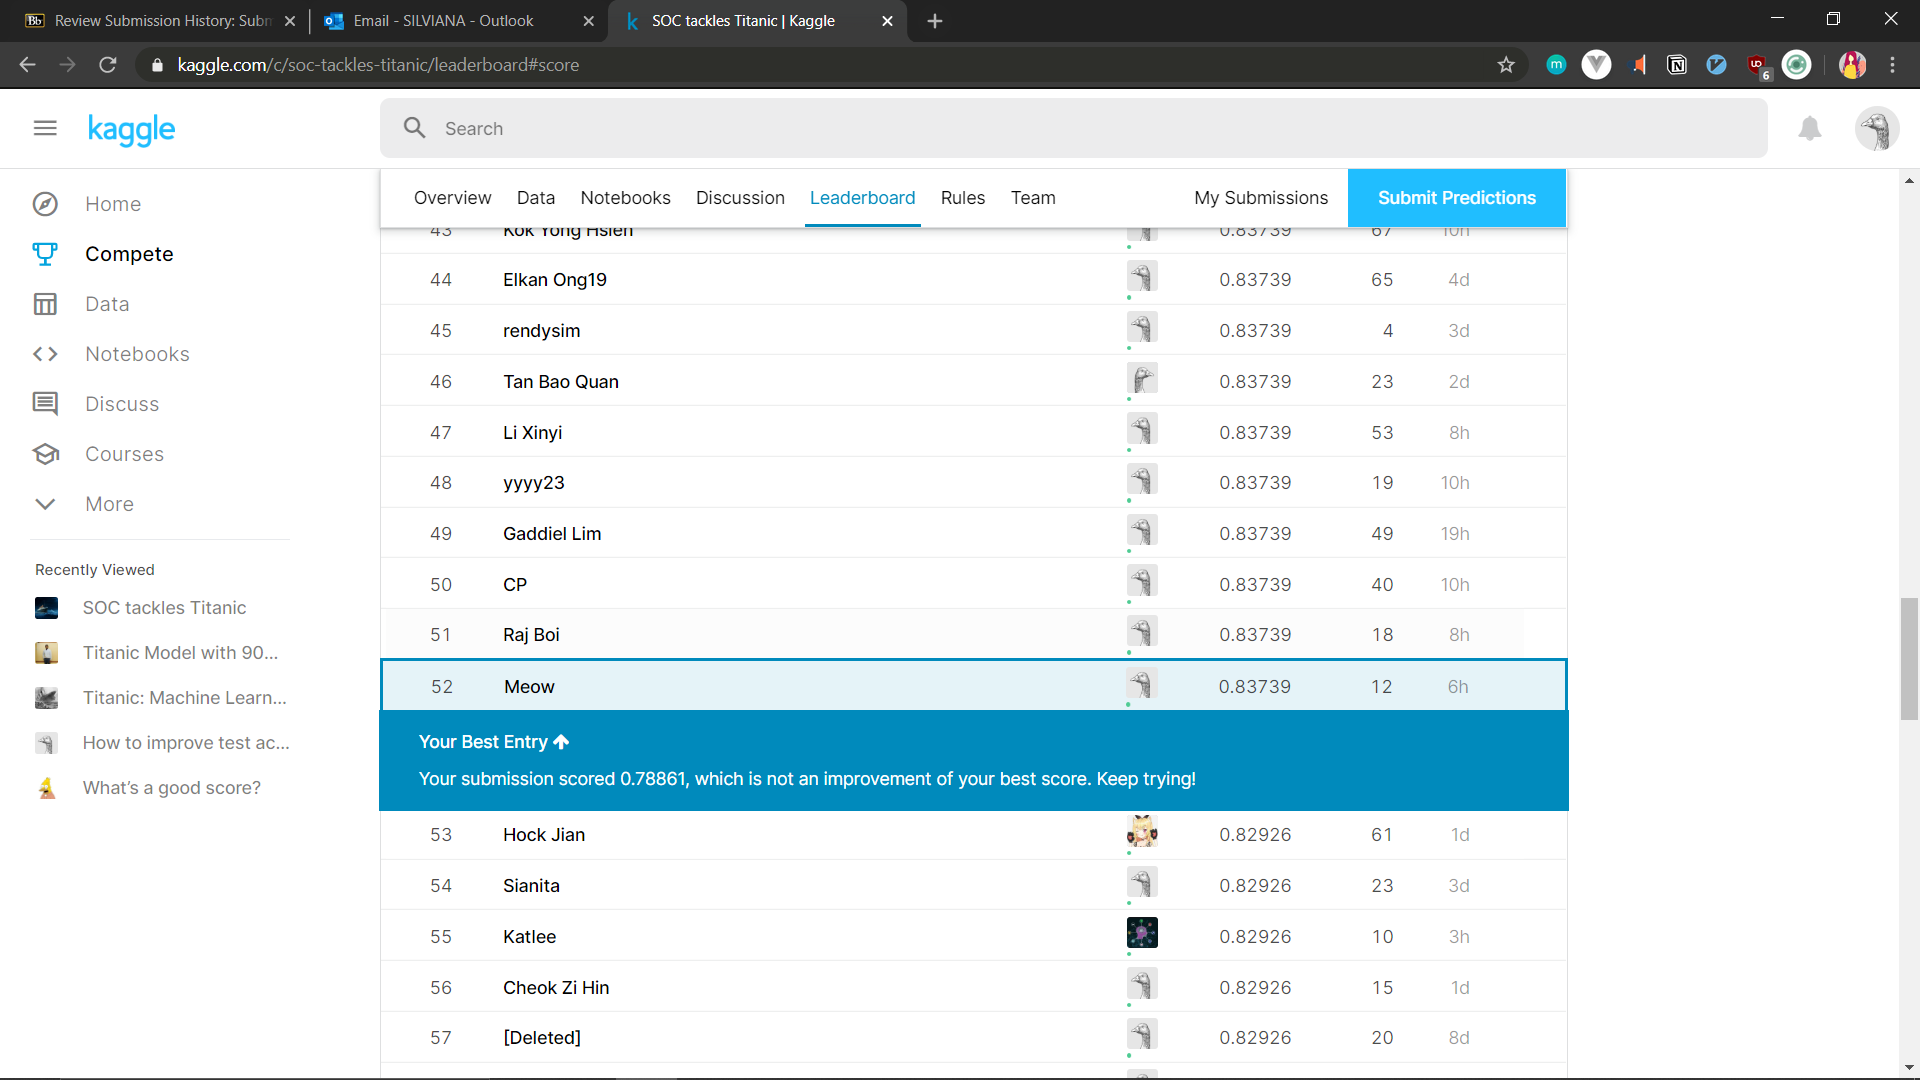 Bb Review Submission History: Subm
Email - SILVIANA - Outlook
k SOC tackles Titanic | Kaggle
kaggle.com/c/soc-tackles-titanic/leaderboard#score
m
6
kaggle
Search
Home
Compete
Data
Notebooks
Discuss
Courses
More
Recently Viewed
SOC tackles Titanic
Titanic Model with 90...
Titanic: Machine Learn...
How to improve test ac...
What's a good score?
Overview Data Notebooks Discussion Leaderboard Rules Team My Submissions Submit Predictions
43 Kok Yong Hsien 0.83739 67 10h
44 Elkan Ong19 0.83739 65 4d
45 rendysim 0.83739 4 3d
46 Tan Bao Quan 0.83739 23 2d
47 Li Xinyi 0.83739 53 8h
48 yyyy23 0.83739 19 10h
49 Gaddiel Lim 0.83739 49 19h
50 CP 0.83739 40 10h
51 Raj Boi 0.83739 18 8h
52 Meow 0.83739 12 6h
Your Best Entry
Your submission scored 0.78861, which is not an improvement of your best score. Keep trying!
53 Hock Jian 0.82926 61 1d
54 Sianita 0.82926 23 3d
55 Katlee 0.82926 10 3h
56 Cheok Zi Hin 0.82926 15 1d
57 [Deleted] 0.82926 20 8d